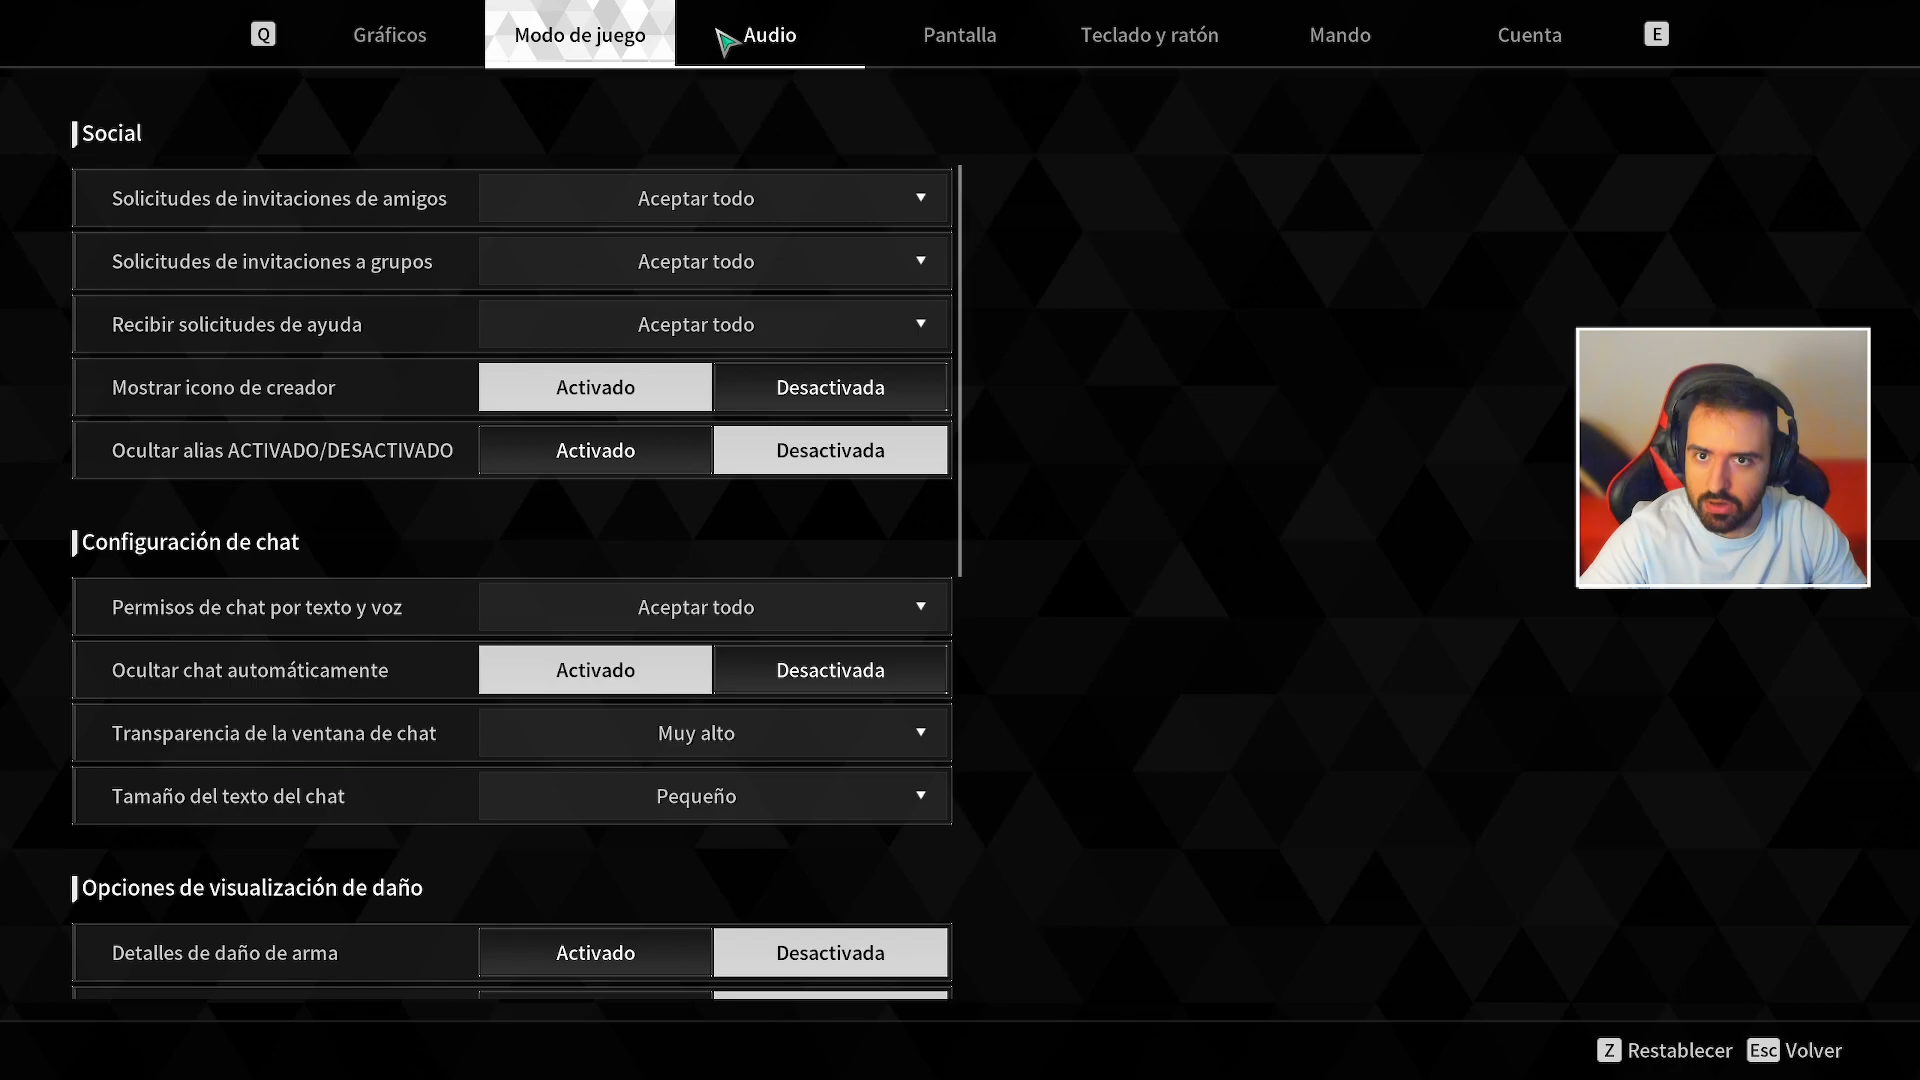 Q
Gráficos
Modo de juego
Audio
Pantalla
Teclado y ratón
Mando
Cuenta
E
Social
Solicitudes de invitaciones de amigos
Aceptar todo
Solicitudes de invitaciones a grupos
Aceptar todo
Recibir solicitudes de ayuda
Aceptar todo
Mostrar icono de creador
Activado
Desactivada
Ocultar alias ACTIVADO/DESACTIVADO
Activado
Desactivada
Configuración de chat
Permisos de chat por texto y voz
Aceptar todo
Ocultar chat automáticamente
Activado
Desactivada
Transparencia de la ventana de chat
Muy alto
Tamaño del texto del chat
Pequeño
Opciones de visualización de daño
Detalles de daño de arma
Activado
Desactivada
Z Restablecer
Esc Volver